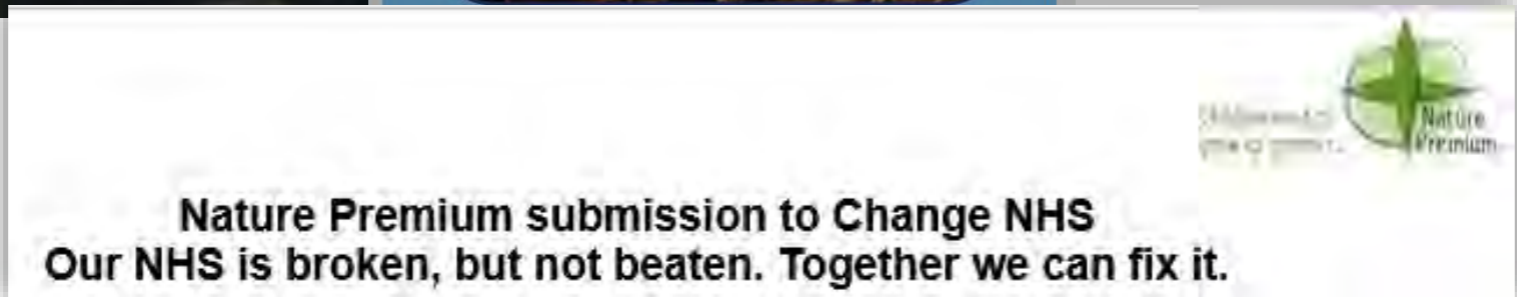 Nature
Premium
Nature Premium submission to Change NHS
Our NHS is broken, but not beaten. Together we can fix it.